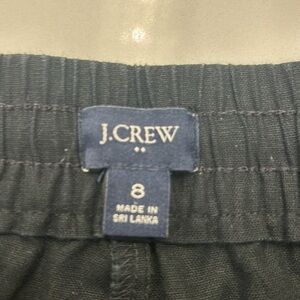 J.CREW
8
MADE IN
SRI LANKA